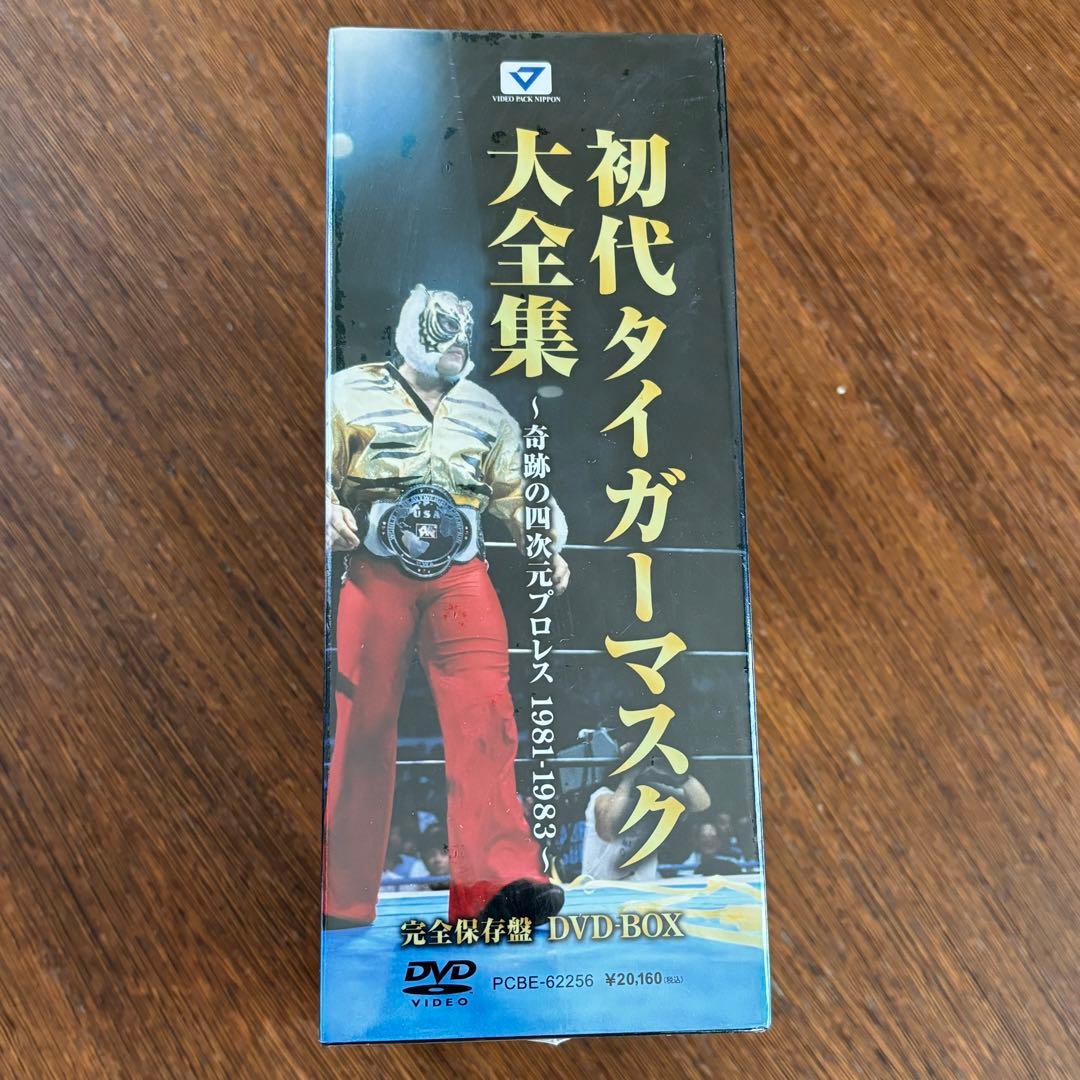 VIDEO PACK NIPPON
初代タイガーマスク
大全集
～奇跡の四次元プロレス 1981-1983～
USA
完全保存盤 DVD-BOX
DVD
VIDEO
PCBE-62256 ¥20,160(税込)